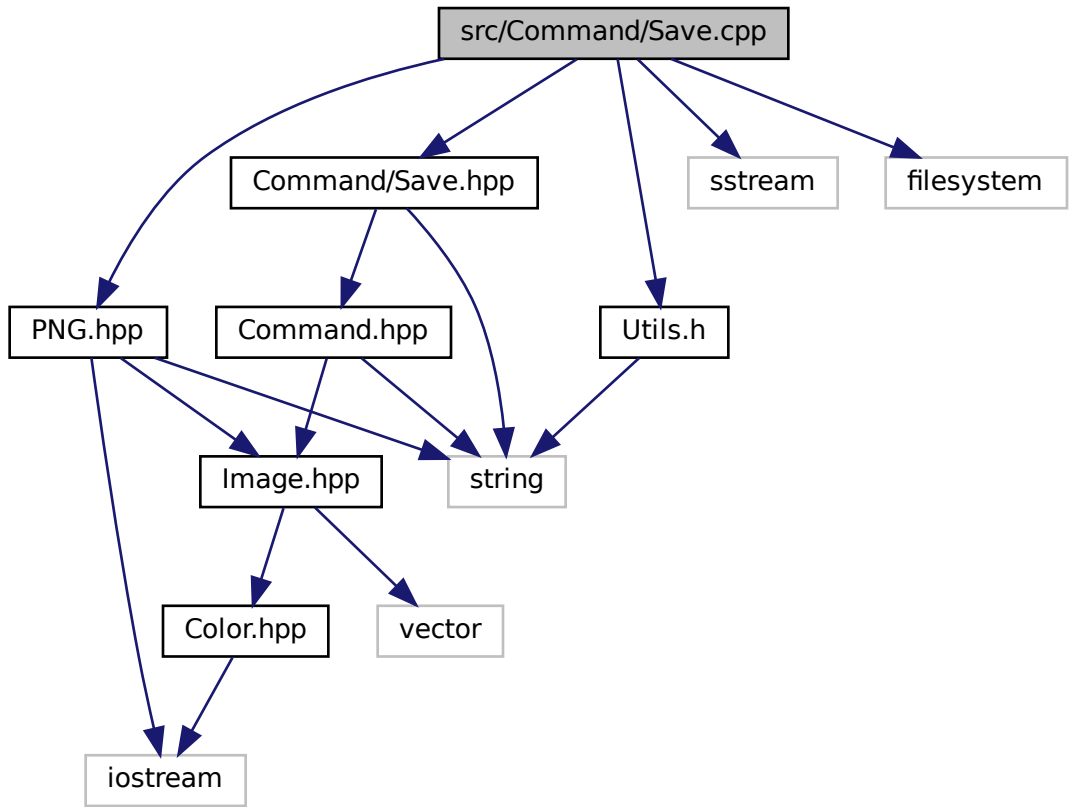 src/Command/Save.cpp
Command/Save.hpp
sstream
filesystem
PNG.hpp
Command.hpp
Utils.h
Image.hpp
string
Color.hpp
vector
iostream